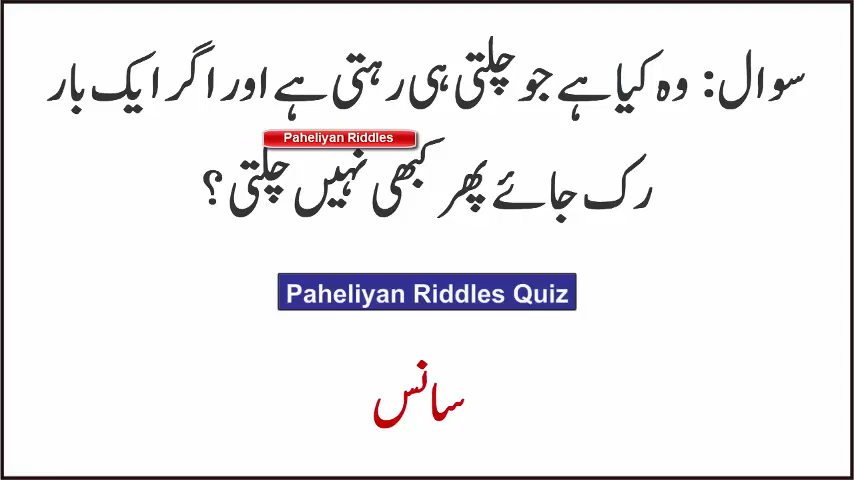 سوال: وہ کیا ہے جو چلتی ہی رہتی ہے اور اگر ایک بار
Paheliyan Riddles
رک جائے پھر کبھی نہیں چلتی ؟
Paheliyan Riddles Quiz
سانس